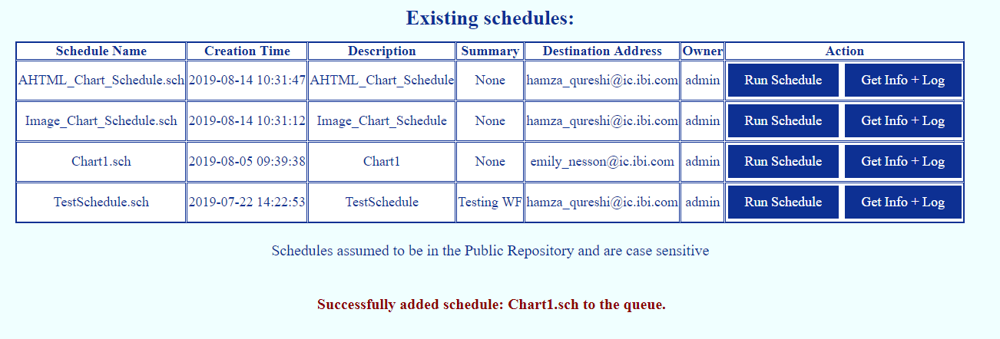 Existing schedules:
Schedule Name Creation Time Description Summary Destination Address Owner Action
AHTML_Chart_Schedule.sch 2019-08-14 10:31:47 AHTML_Chart_Schedule None hamza_qureshi@ic.ibi.com admin Run Schedule Get Info + Log
Image_Chart_Schedule.sch 2019-08-14 10:31:12 Image_Chart_Schedule None hamza_qureshi@ic.ibi.com admin Run Schedule Get Info + Log
Chart1.sch 2019-08-05 09:39:38 Chart1 None emily_nesson@ic.ibi.com admin Run Schedule Get Info + Log
TestSchedule.sch 2019-07-22 14:22:53 TestSchedule Testing WF hamza_qureshi@ic.ibi.com admin Run Schedule Get Info + Log
Schedules assumed to be in the Public Repository and are case sensitive
Successfully added schedule: Chart1.sch to the queue.